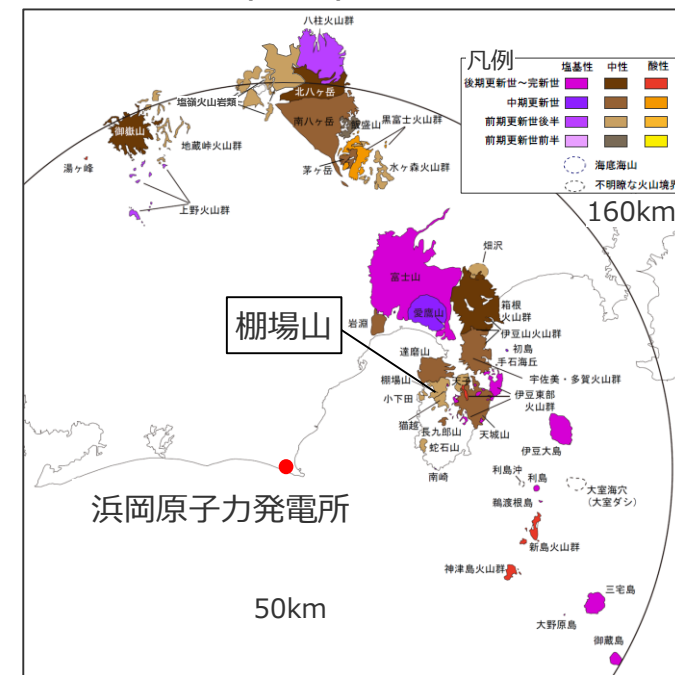 八柱火山群
凡例
塩基性 中性 酸性
後期更新世～完新世
中期更新世
前期更新世後半
前期更新世前半
海底海山
不明瞭な火山境界
160km
北八ヶ岳
塩嶺火山岩類
御嶽山
南八ヶ岳
飯盛山
黒富士火山群
地蔵峠火山群
湯ヶ峰
茅ヶ岳
水ヶ森火山群
上野火山群
畑沢
富士山
箱根
火山群
愛鷹山
岩淵
伊豆山火山群
棚場山
初島
達磨山
手石海丘
棚場山
天子
宇佐美・多賀火山群
小下田
伊豆東部
火山群
猫越
長九郎山
天城山
伊豆大島
蛇石山
南崎
利島沖
利島
大室海穴
(大室ダシ)
鵜渡根島
浜岡原子力発電所
新島火山群
神津島火山群
50km
三宅島
大野原島
御蔵島